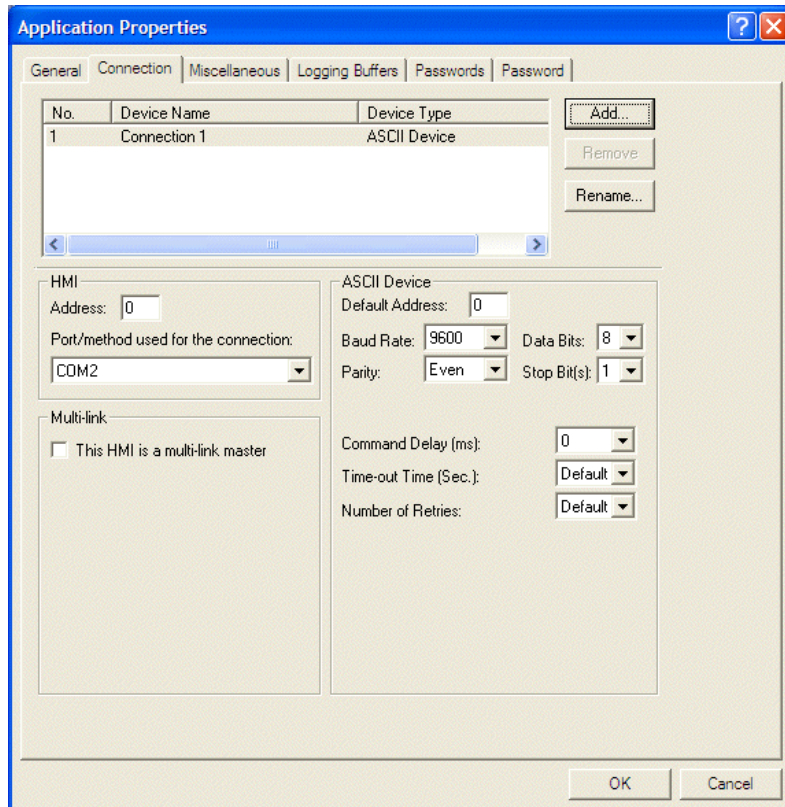 Application Properties
General Connection Miscellaneous Logging Buffers Passwords Password
No. Device Name Device Type
1 Connection 1 ASCII Device
Add...
Remove
Rename...
HMI
Address: 0
Port/method used for the connection:
COM2
Multi-link
This HMI is a multi-link master
ASCII Device
Default Address: 0
Baud Rate: 9600 Data Bits: 8
Parity: Even Stop Bit(s): 1
Command Delay (ms): 0
Time-out Time (Sec.): Default
Number of Retries: Default
OK Cancel